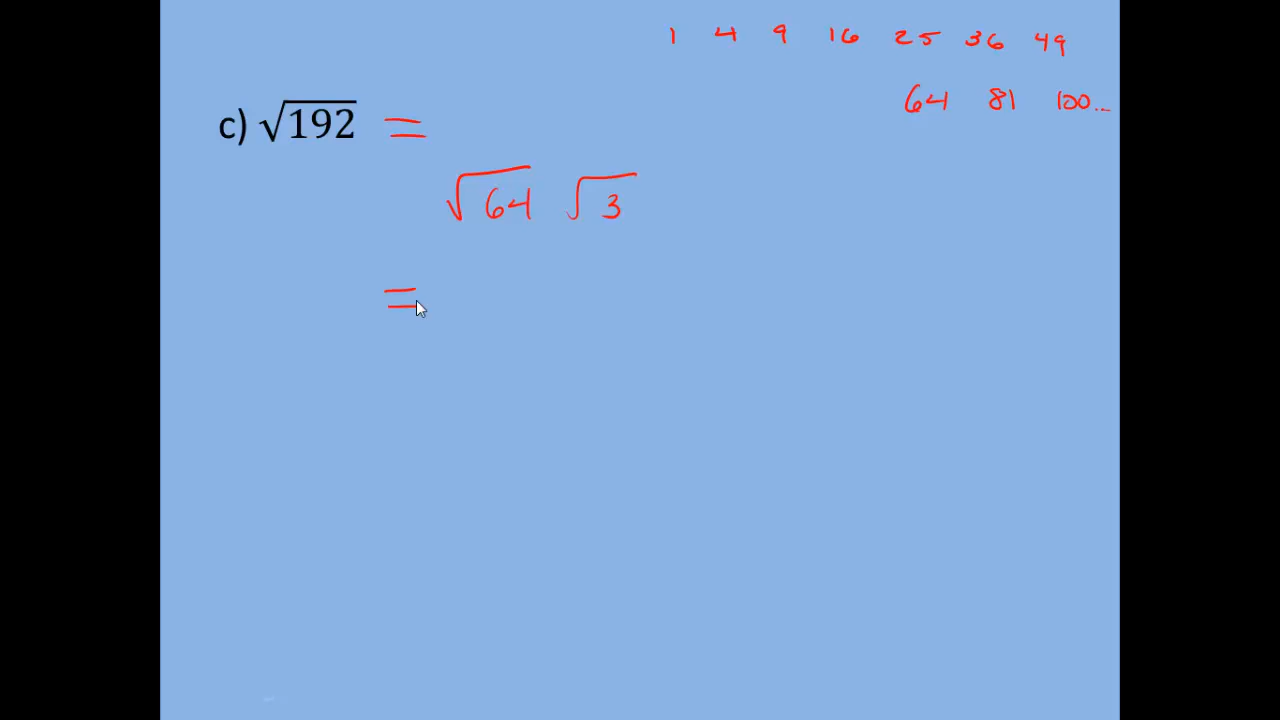 1 4 9 16 25 36 49
64 81 100...
c) √192 =
√64 √3
=